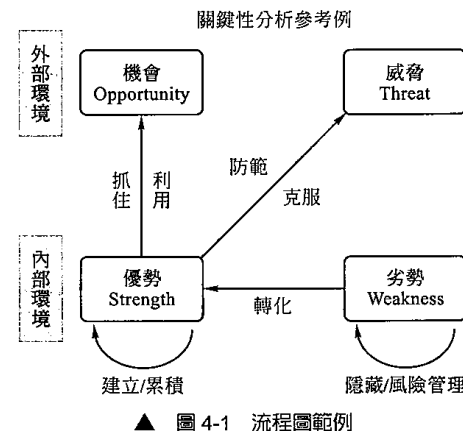 關鍵性分析參考例
外部環境
機會
Opportunity
威脅
Threat
抓住
利用
防範
克服
內部環境
優勢
Strength
轉化
劣勢
Weakness
建立/累積
隱藏/風險管理
▲ 圖 4-1 流程圖範例